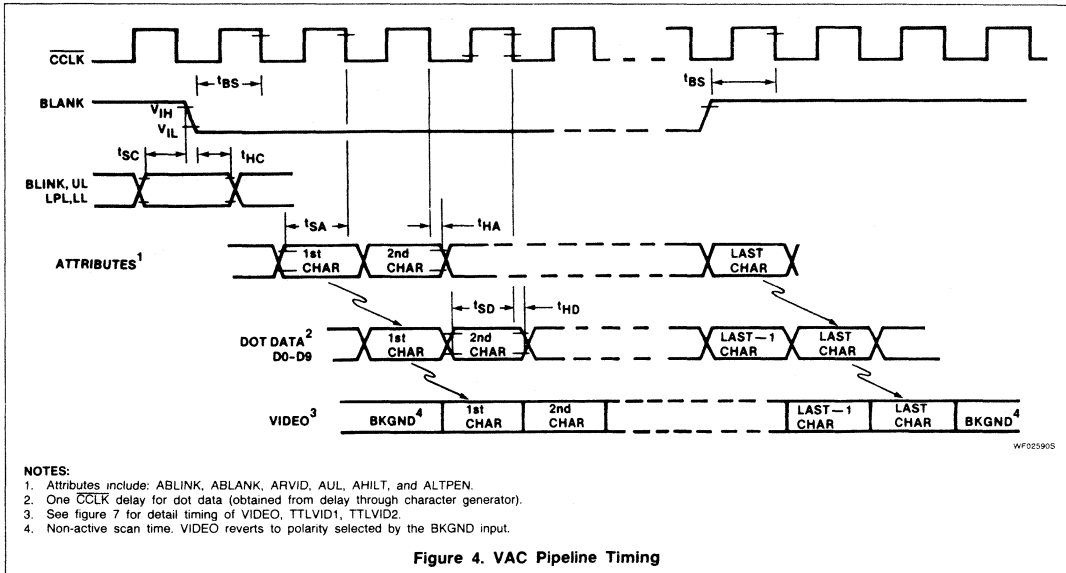 CCLK
tBS
tBS
BLANK
VIH
VIL
tSC
tHC
BLINK, UL
LPL,LL
tSA
tHA
ATTRIBUTES1
1st
CHAR
2nd
CHAR
LAST
CHAR
tSD
tHD
DOT DATA2
D0-D9
1st
CHAR
2nd
CHAR
LAST-1
CHAR
LAST
CHAR
VIDEO3
BKGND4
1st
CHAR
2nd
CHAR
LAST-1
CHAR
LAST
CHAR
BKGND4
WF02590S
NOTES:
1. Attributes include: ABLINK, ABLANK, ARVID, AUL, AHILT, and ALTPEN.
2. One CCLK delay for dot data (obtained from delay through character generator).
3. See figure 7 for detail timing of VIDEO, TTLVID1, TTLVID2.
4. Non-active scan time. VIDEO reverts to polarity selected by the BKGND input.
Figure 4. VAC Pipeline Timing